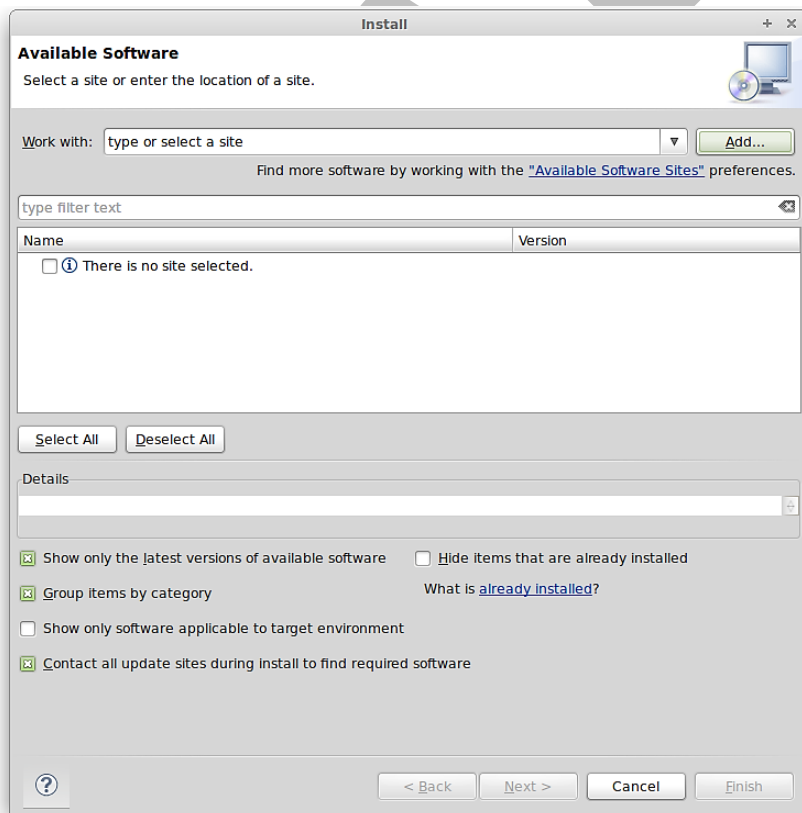 Install
Available Software
Select a site or enter the location of a site.
Work with: type or select a site Add...
Find more software by working with the "Available Software Sites" preferences.
type filter text
Name Version
There is no site selected.
Select All Deselect All
Details
Show only the latest versions of available software Hide items that are already installed
Group items by category What is already installed?
Show only software applicable to target environment
Contact all update sites during install to find required software
? < Back Next > Cancel Finish